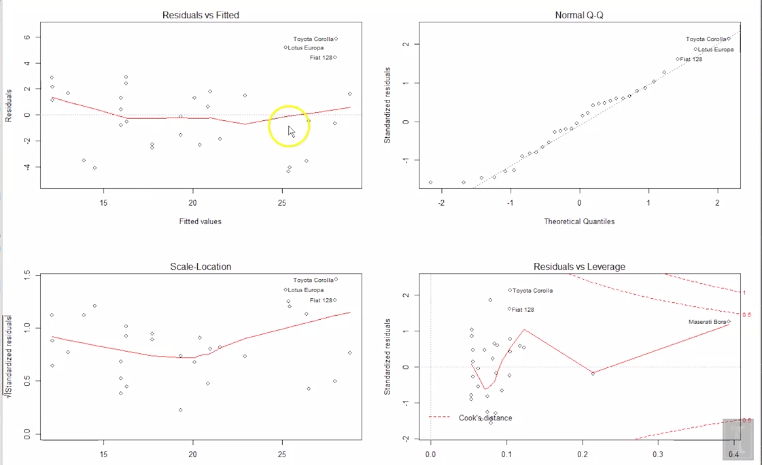 Residuals vs Fitted
Residuals
6
4
2
0
-2
-4
Toyota Corolla
Lotus Europa
Fiat 128
15
20
25
Fitted values
Normal Q-Q
Standardized residuals
2
1
0
-1
Toyota Corolla
Lotus Europa
Fiat 128
-2
-1
0
1
2
Theoretical Quantiles
Scale-Location
√|Standardized residuals|
1.5
1.0
0.5
0.0
Toyota Corolla
Lotus Europa
Fiat 128
15
20
25
Residuals vs Leverage
Standardized residuals
2
1
0
-1
-2
Toyota Corolla
Fiat 128
Maserati Bora
1
0.5
0.5
Cook's distance
0.0
0.1
0.2
0.3
0.4